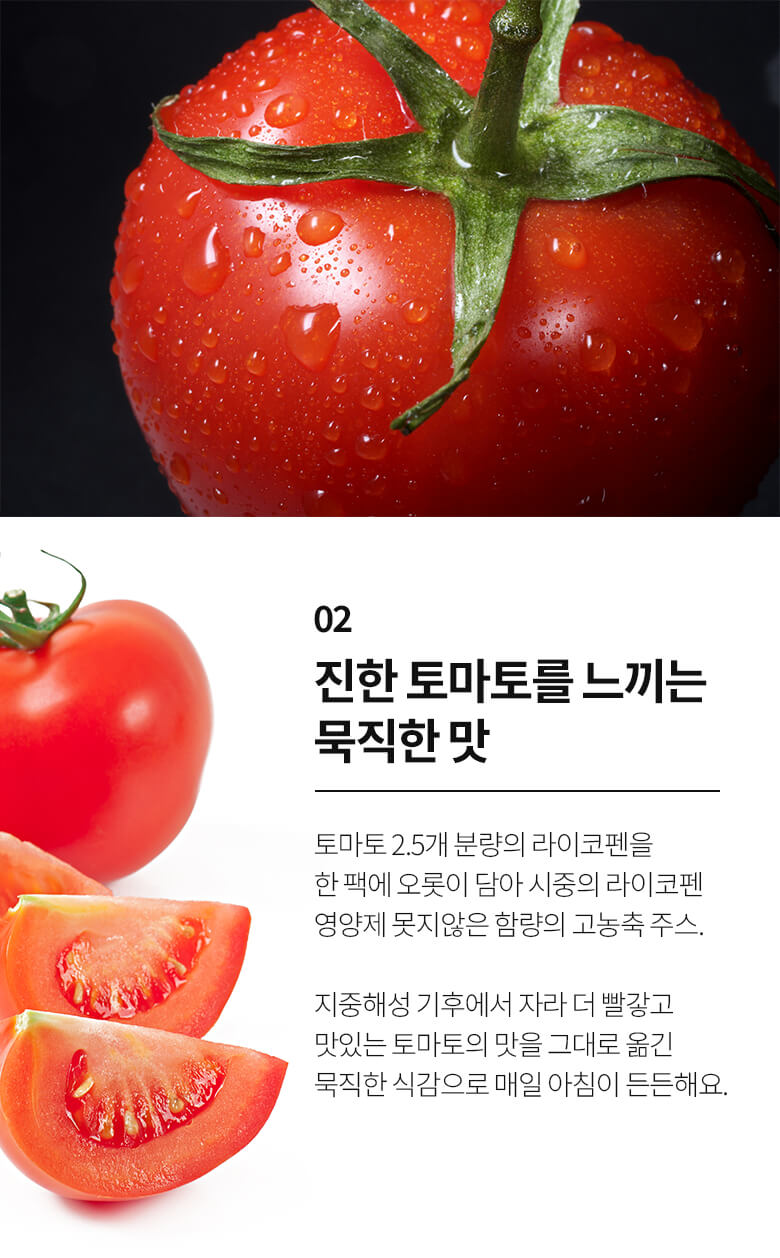 02
진한 토마토를 느끼는
묵직한 맛
토마토 2.5개 분량의 라이코펜을
한 팩에 오롯이 담아 시중의 라이코펜
영양제 못지않은 함량의 고농축 주스.
지중해성 기후에서 자라 더 빨갛고
맛있는 토마토의 맛을 그대로 옮긴
묵직한 식감으로 매일 아침이 든든해요.